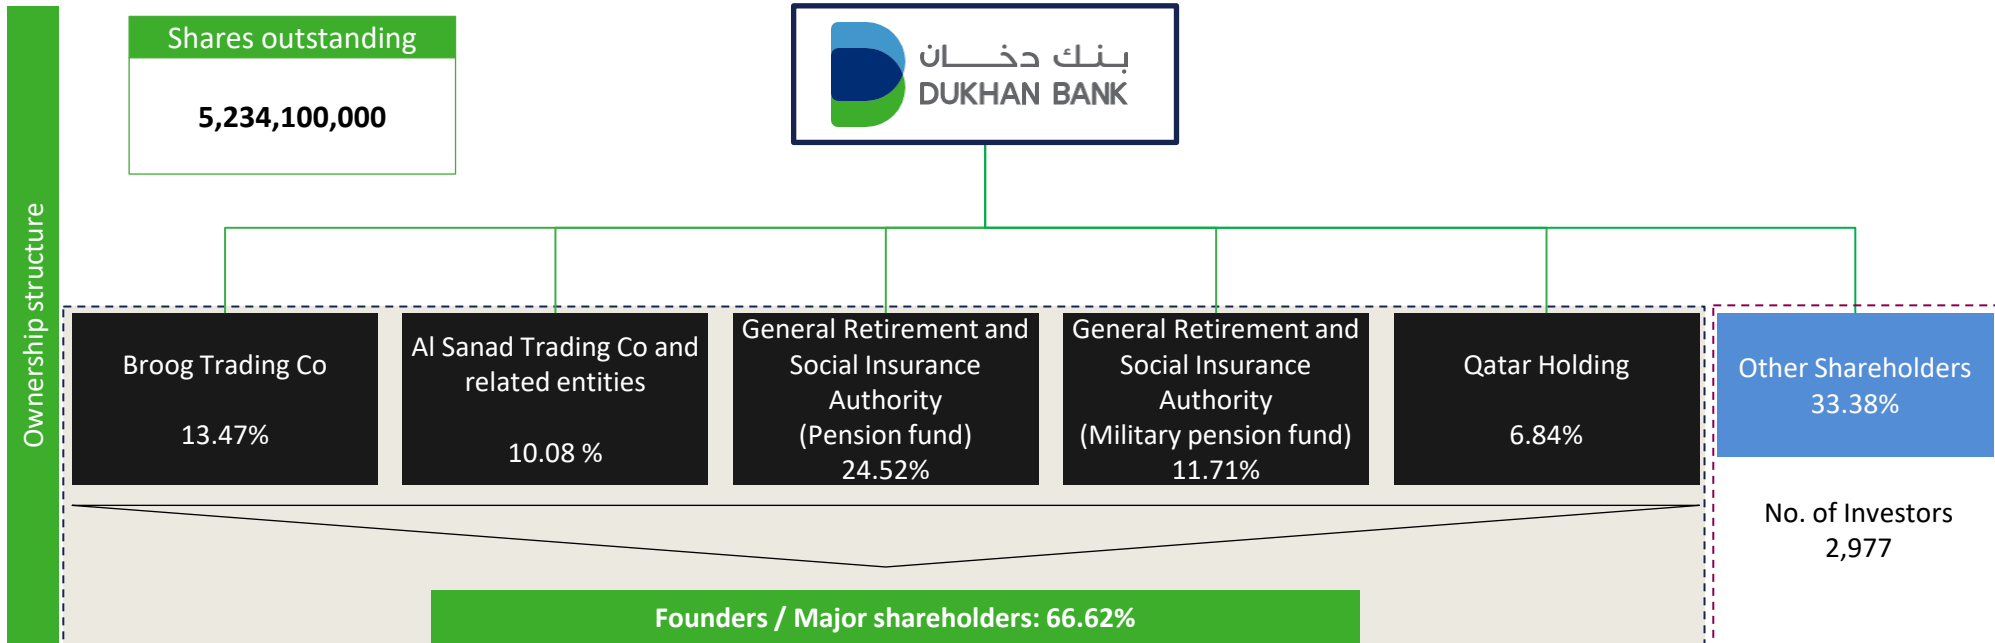 Ownership structure
Shares outstanding
5,234,100,000
بنك دخان
DUKHAN BANK
Broog Trading Co
13.47%
Al Sanad Trading Co and
related entities
10.08 %
General Retirement and
Social Insurance
Authority
(Pension fund)
24.52%
General Retirement and
Social Insurance
Authority
(Military pension fund)
11.71%
Qatar Holding
6.84%
Other Shareholders
33.38%
No. of Investors
2,977
Founders / Major shareholders: 66.62%